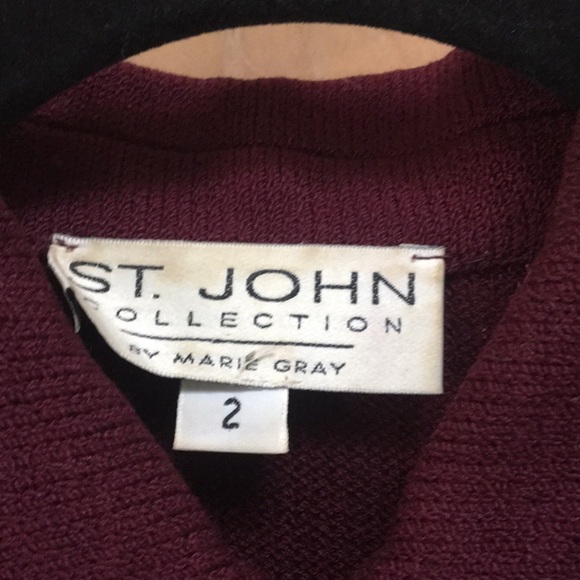 ST. JOHN
COLLECTION
BY MARIE GRAY
2